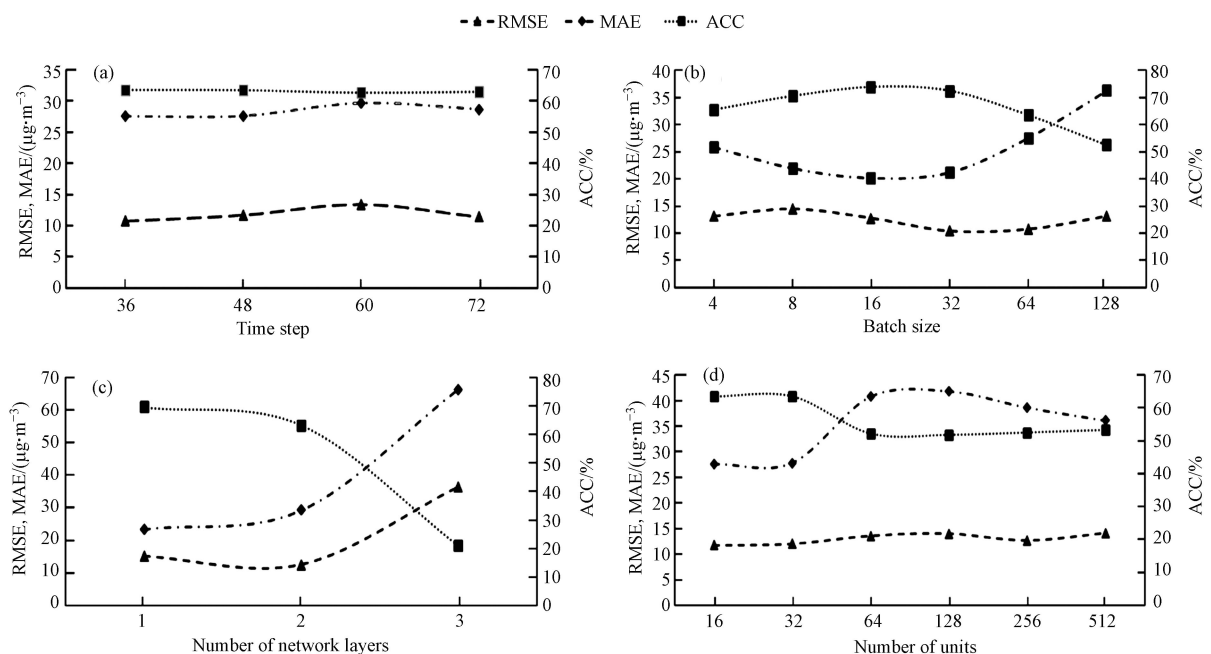 RMSE MAE ACC
(a)
35 30 25 20 15 10 5 0
RMSE, MAE/(μg·m⁻³)
70 60 50 40 30 20 10 0
ACC/%
36 48 60 72
Time step
(b)
40 35 30 25 20 15 10 5 0
RMSE, MAE/(μg·m⁻³)
80 70 60 50 40 30 20 10 0
ACC/%
4 8 16 32 64 128
Batch size
(c)
70 60 50 40 30 20 10 0
RMSE, MAE/(μg·m⁻³)
80 70 60 50 40 30 20 10 0
ACC/%
1 2 3
Number of network layers
(d)
45 40 35 30 25 20 15 10 5 0
RMSE, MAE/(μg·m⁻³)
70 60 50 40 30 20 10 0
ACC/%
16 32 64 128 256 512
Number of units